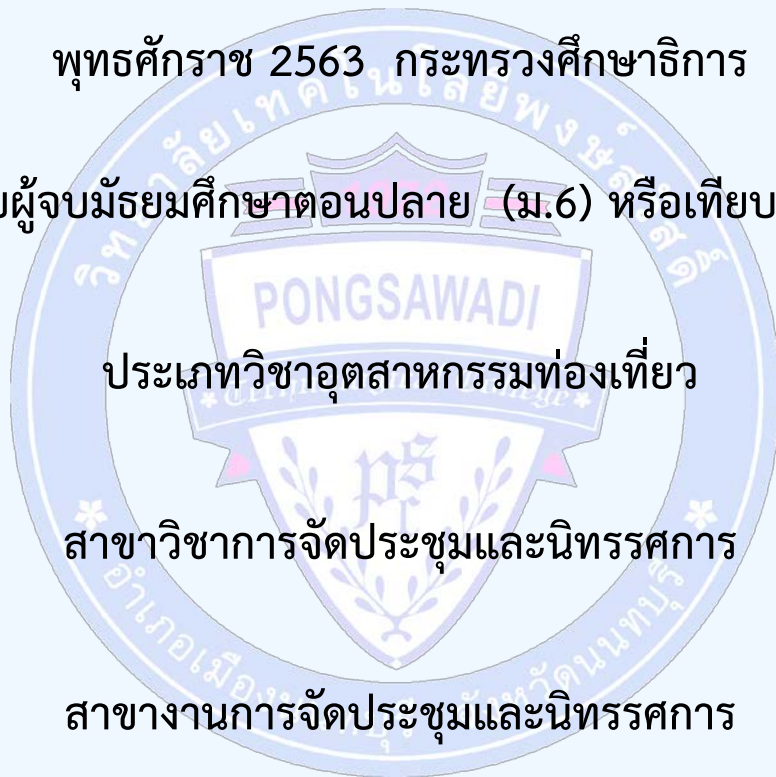 พุทธศักราช 2563 กระทรวงศึกษาธิการ
ผู้จบมัธยมศึกษาตอนปลาย (ม.6) หรือเทียบ
PONGSAWADI
ประเภทวิชาอุตสาหกรรมท่องเที่ยว
สาขาวิชาการจัดประชุมและนิทรรศการ
สาขางานการจัดประชุมและนิทรรศการ